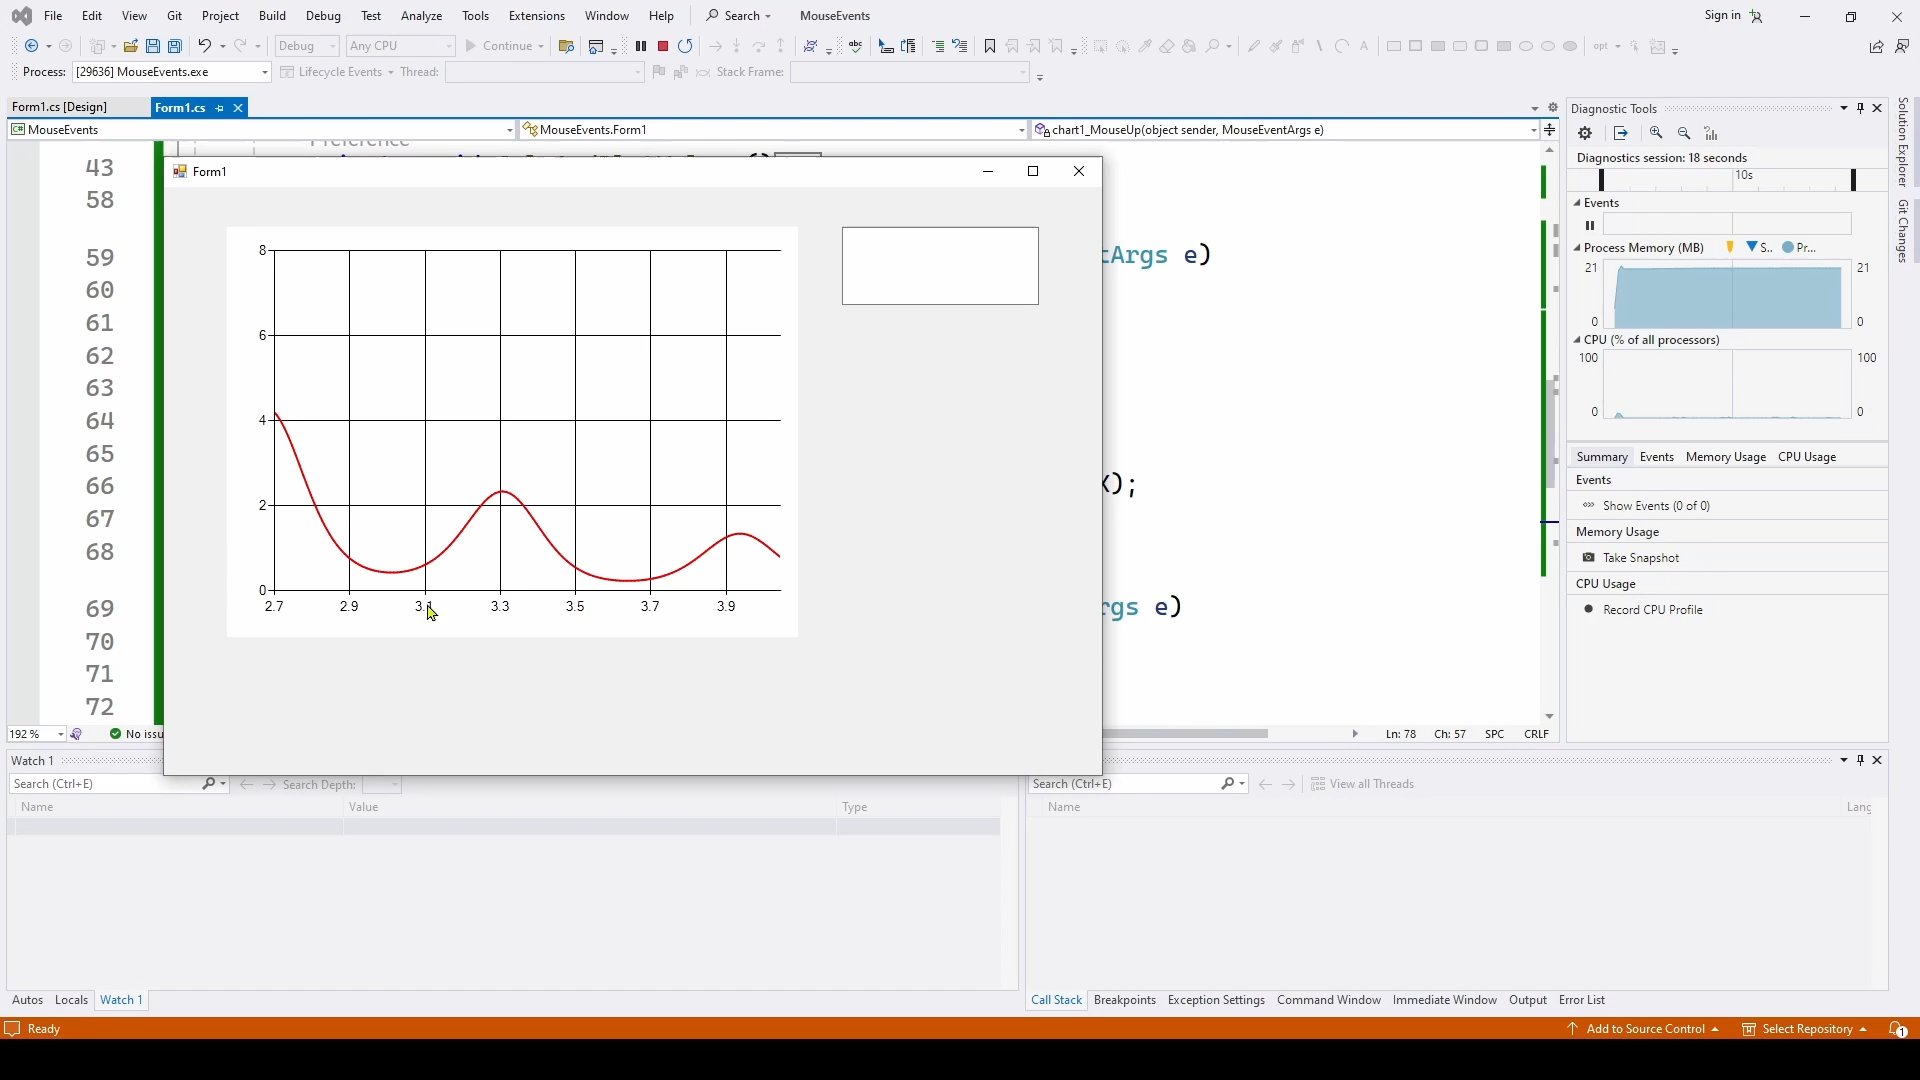 File Edit View Git Project Build Debug Test Analyze Tools Extensions Window Help Search MouseEvents Sign in
Debug Any CPU Continue opt
Process: [29636] MouseEvents.exe Lifecycle Events Thread: Stack Frame:
Form1.cs [Design] Form1.cs
MouseEvents MouseEvents.Form1 chart1_MouseUp(object sender, MouseEventArgs e)
43
58
59
60
61
62
63
64
65
66
67
68
69
70
71
72
tArgs e)
X);
rgs e)
Form1
8
6
4
2
0
2.7 2.9 3.1 3.3 3.5 3.7 3.9
192 % No issu Ln: 78 Ch: 57 SPC CRLF
Diagnostic Tools
Diagnostics session: 18 seconds
10s
Events
Process Memory (MB) S.. Pr...
21 21
0 0
CPU (% of all processors)
100 100
0 0
Summary Events Memory Usage CPU Usage
Events
Show Events (0 of 0)
Memory Usage
Take Snapshot
CPU Usage
Record CPU Profile
Solution Explorer
Git Changes
Watch 1
Search (Ctrl+E) Search Depth:
Name Value Type
Search (Ctrl+E) View all Threads
Name Lang
Autos Locals Watch 1
Call Stack Breakpoints Exception Settings Command Window Immediate Window Output Error List
Ready Add to Source Control Select Repository 1